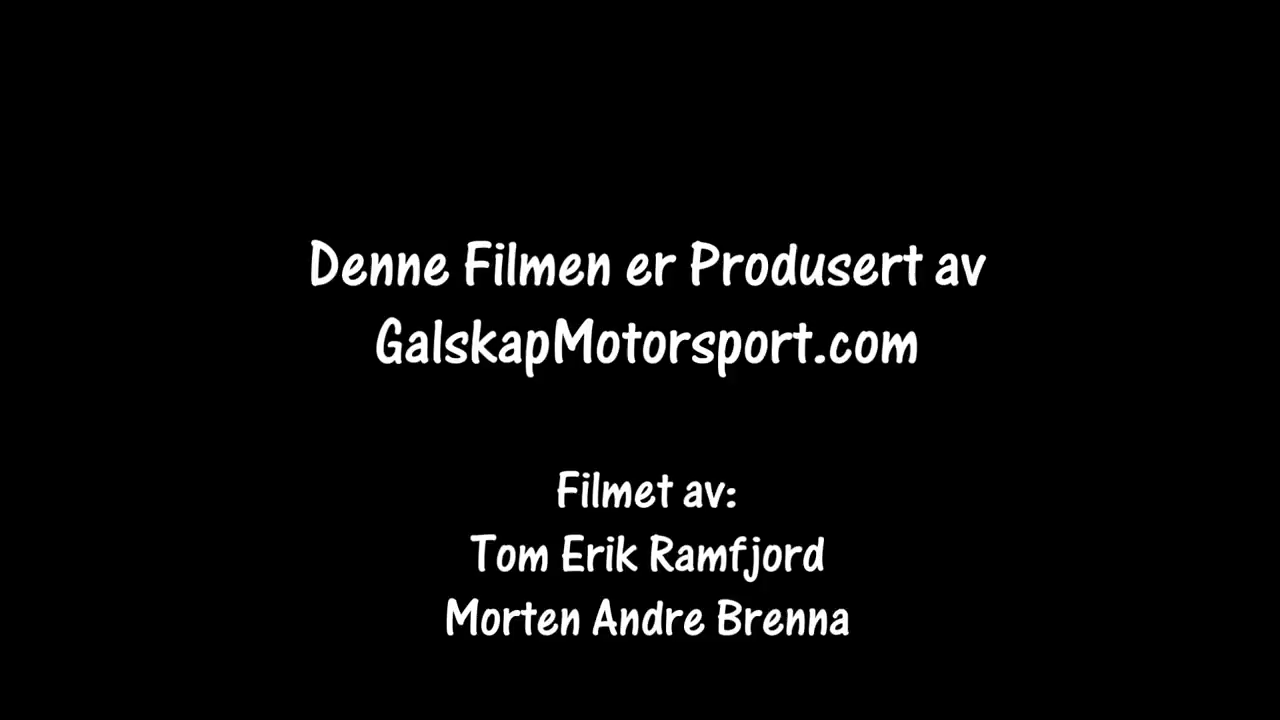 Denne Filmen er Produsert av
GalskapMotorsport.com
Filmet av:
Tom Erik Ramfjord
Morten Andre Brenna